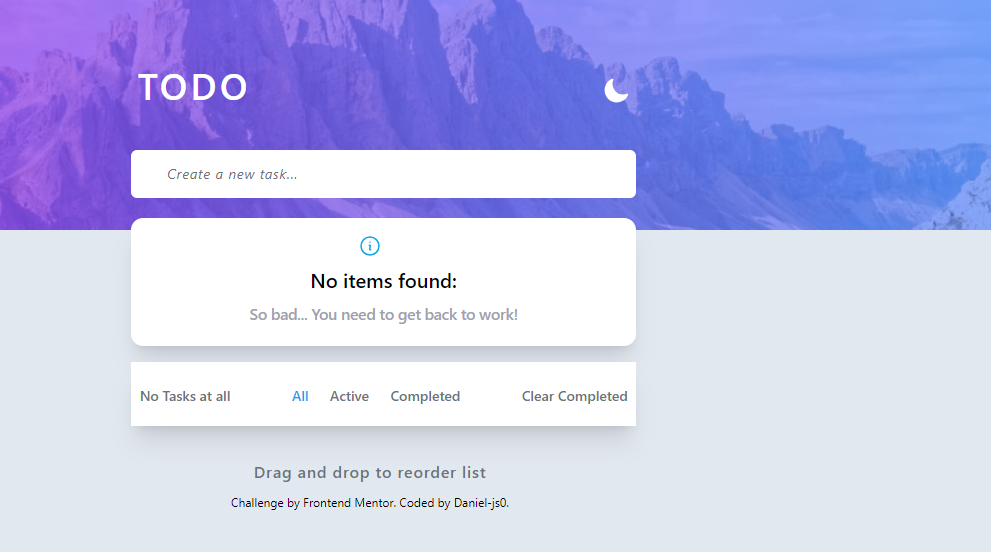 TODO
Create a new task...
No items found:
So bad... You need to get back to work!
No Tasks at all All Active Completed Clear Completed
Drag and drop to reorder list
Challenge by Frontend Mentor. Coded by Daniel-js0.